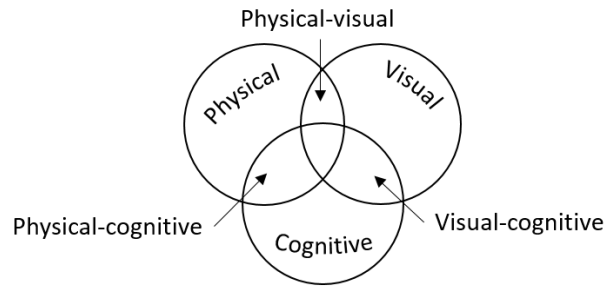 Physical-visual
Physical
Visual
Physical-cognitive
Visual-cognitive
Cognitive